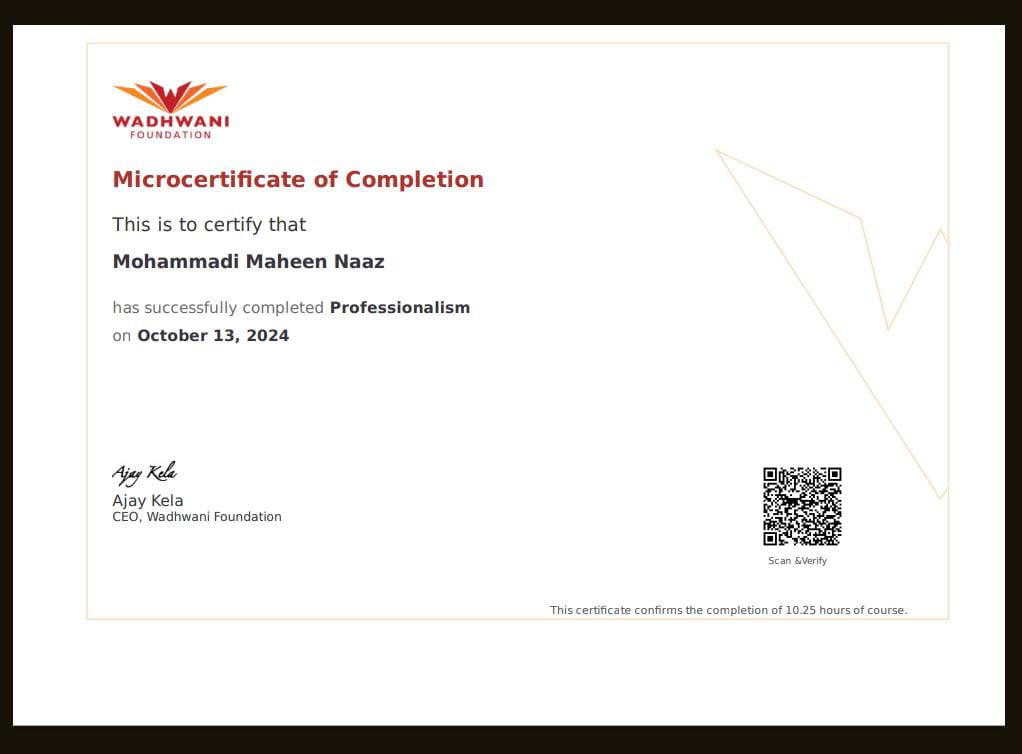 WADHWANI
FOUNDATION
Microcertificate of Completion
This is to certify that
Mohammadi Maheen Naaz
has successfully completed Professionalism
on October 13, 2024
Ajay Kela
Ajay Kela
CEO, Wadhwani Foundation
Scan &Verify
This certificate confirms the completion of 10.25 hours of course.